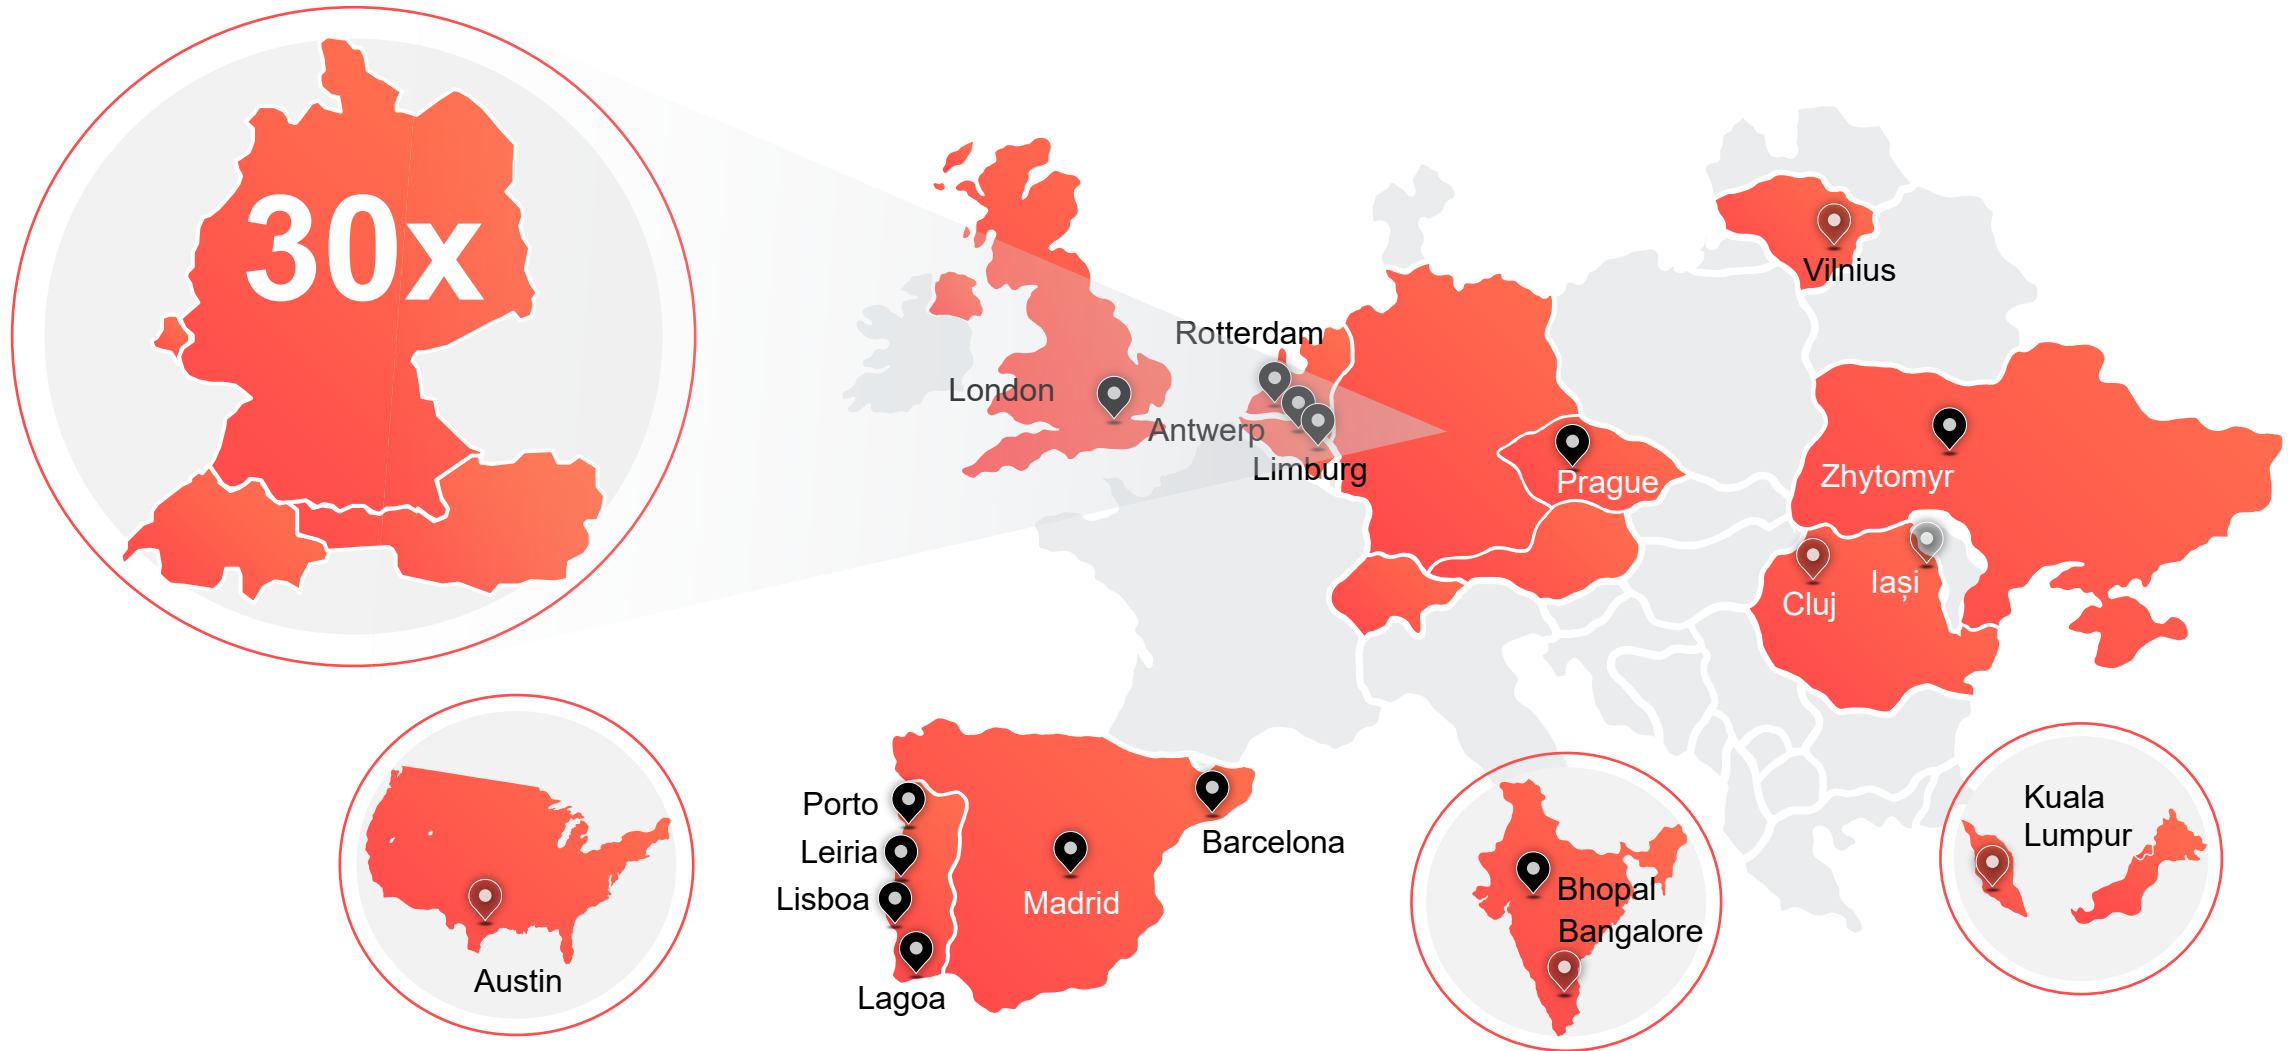 30x
Vilnius
Rotterdam
London
Antwerp
Limburg
Prague
Zhytomyr
Iași
Cluj
Porto
Leiria
Lisboa
Lagoa
Madrid
Barcelona
Austin
Bhopal
Bangalore
Kuala
Lumpur